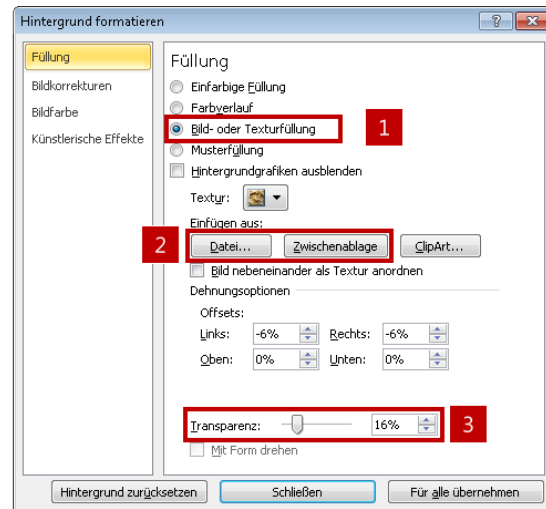 Hintergrund formatieren
Füllung
Bildkorrekturen
Bildfarbe
Künstlerische Effekte
Füllung
Einfarbige Füllung
Farbverlauf
Bild- oder Texturfüllung
1
Musterfüllung
Hintergrundgrafiken ausblenden
Textur:
Einfügen aus:
2
Datei... Zwischenablage ClipArt...
Bild nebeneinander als Textur anordnen
Dehnungsoptionen
Offsets:
Links: -6% Rechts: -6%
Oben: 0% Unten: 0%
Transparenz: 16% 3
Mit Form drehen
Hintergrund zurücksetzen Schließen Für alle übernehmen